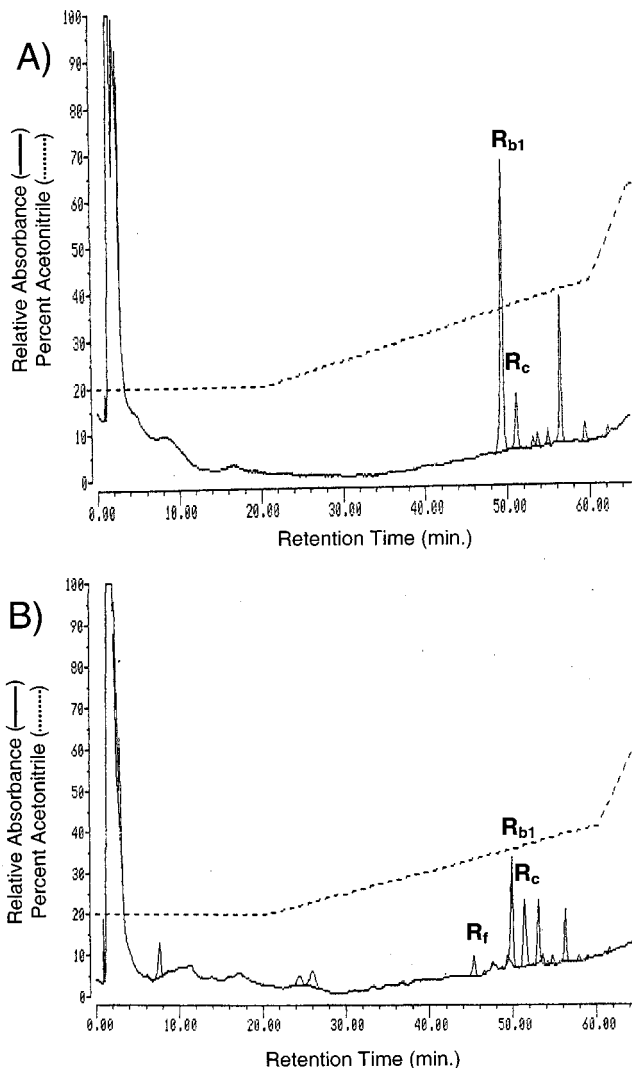 A)
100
90
80
70
60
50
40
30
20
10
0
Relative Absorbance (——)
Percent Acetonitrile (.........)
Rb1
Rc
0.00 10.00 20.00 30.00 40.00 50.00 60.00
Retention Time (min.)
B)
100
90
80
70
60
50
40
30
20
10
0
Relative Absorbance (——)
Percent Acetonitrile (.........)
Rb1
Rc
Rf
0.00 10.00 20.00 30.00 40.00 50.00 60.00
Retention Time (min.)